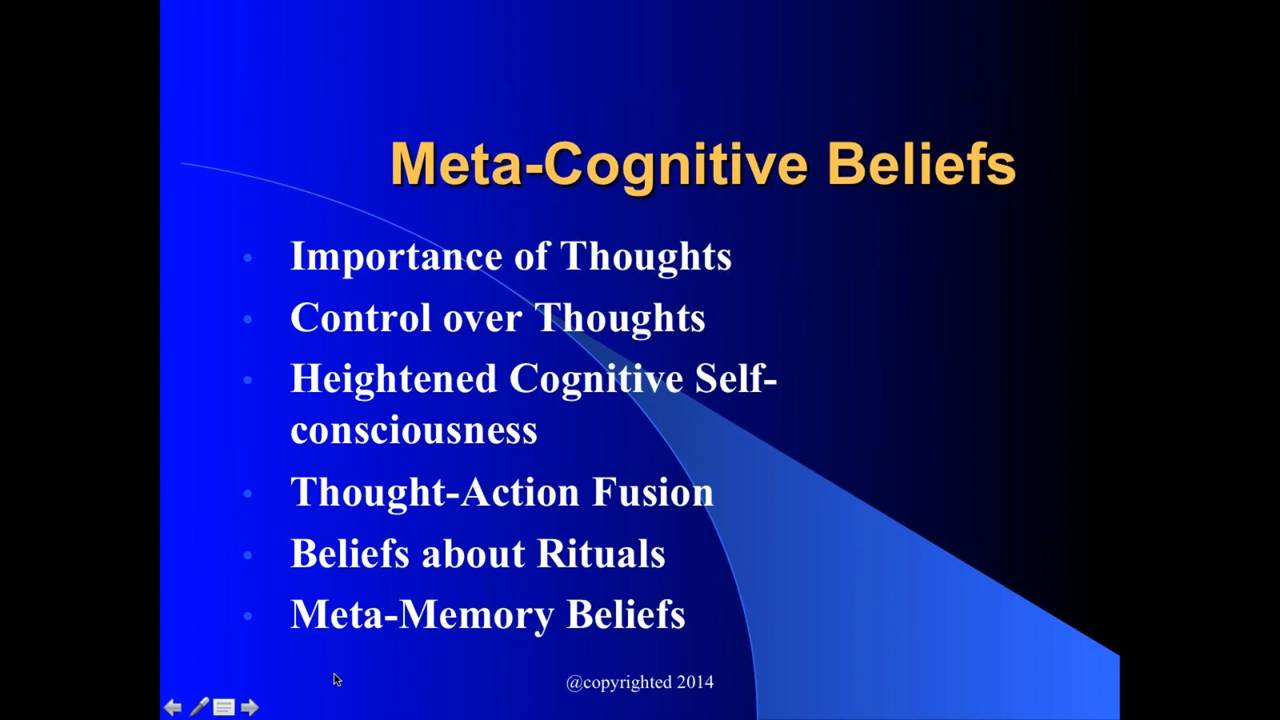 Meta-Cognitive Beliefs
• Importance of Thoughts
• Control over Thoughts
• Heightened Cognitive Self-
consciousness
• Thought-Action Fusion
• Beliefs about Rituals
• Meta-Memory Beliefs
@copyrighted 2014